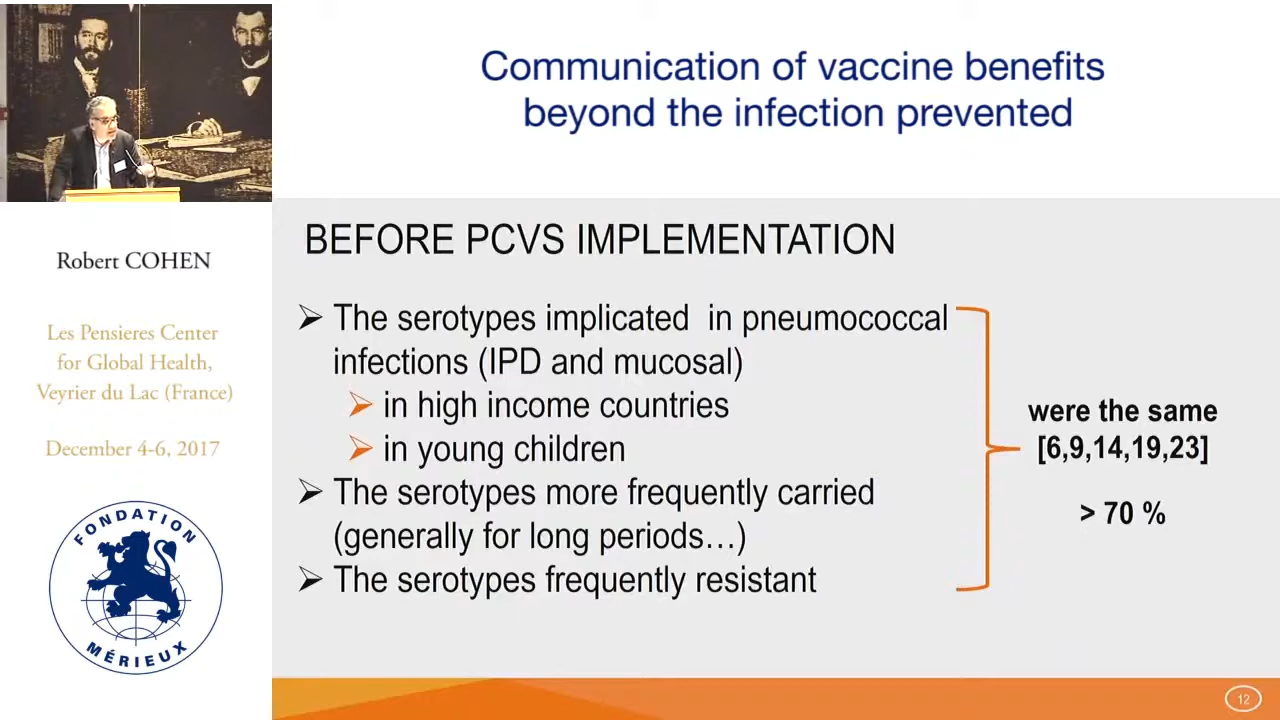 Communication of vaccine benefits
beyond the infection prevented
Robert COHEN
Les Pensieres Center
for Global Health,
Veyrier du Lac (France)
December 4-6, 2017
FONDATION
MÉRIEUX
BEFORE PCVS IMPLEMENTATION
➢ The serotypes implicated in pneumococcal
infections (IPD and mucosal)
➢ in high income countries
➢ in young children
➢ The serotypes more frequently carried
(generally for long periods…)
➢ The serotypes frequently resistant
were the same
[6,9,14,19,23]
> 70 %
12